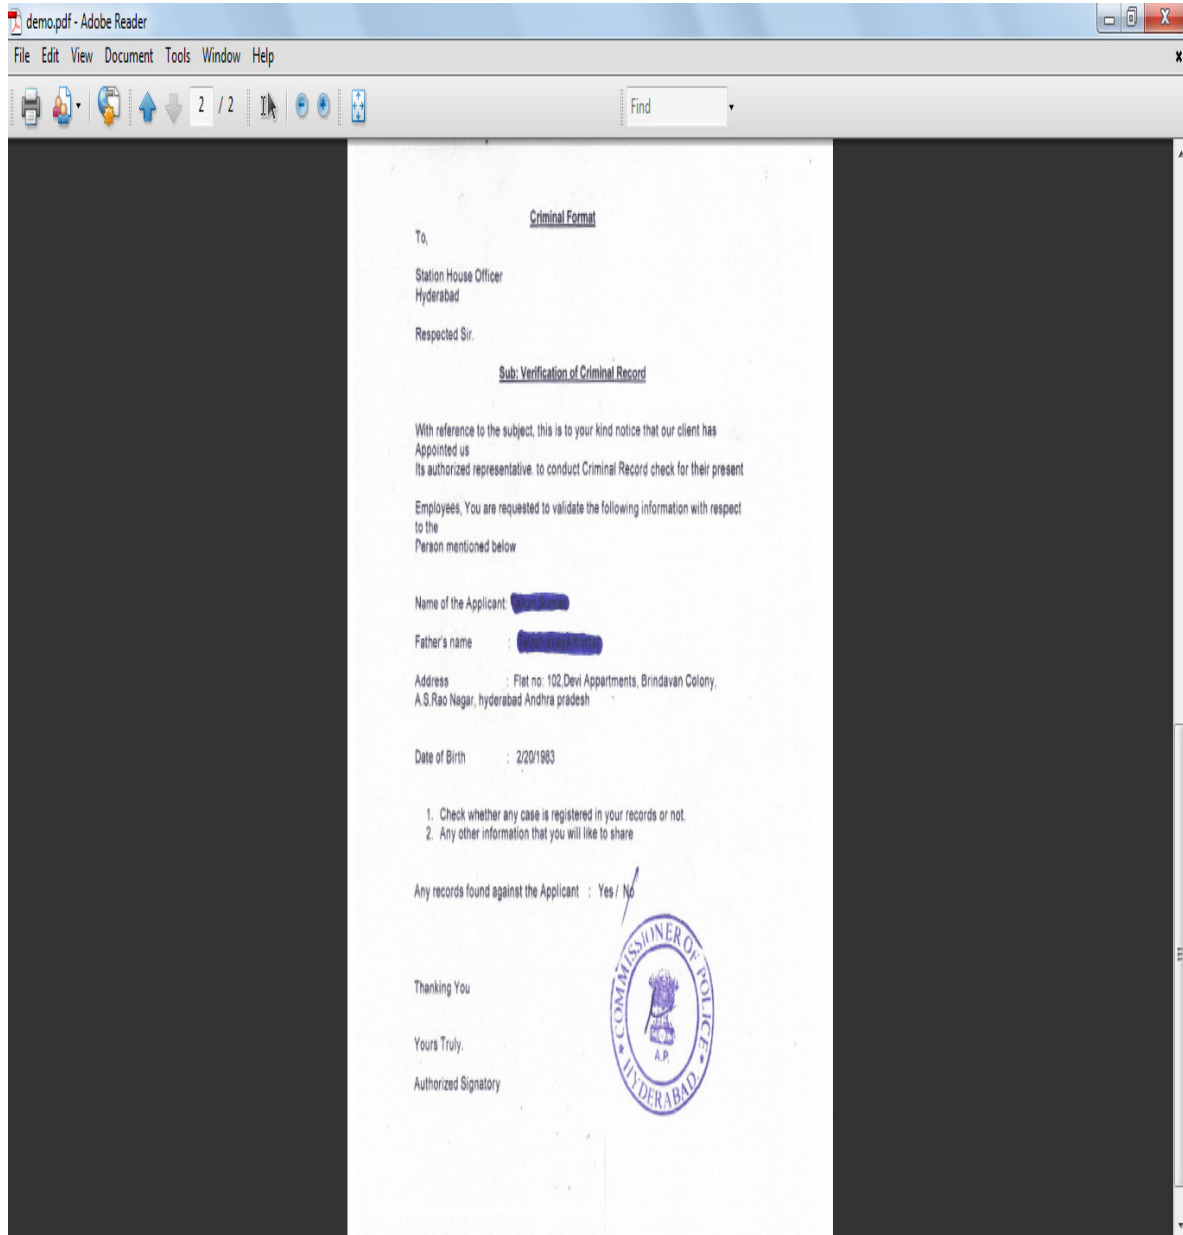 demo.pdf - Adobe Reader
File Edit View Document Tools Window Help
2 / 2
Find
Criminal Format
To,
Station House Officer
Hyderabad
Respected Sir.
Sub: Verification of Criminal Record
With reference to the subject, this is to your kind notice that our client has
Appointed us
Its authorized representative. to conduct Criminal Record check for their present
Employees, You are requested to validate the following information with respect
to the
Person mentioned below
Name of the Applicant:
Father's name :
Address : Flat no: 102,Devi Appartments, Brindavan Colony,
A.S.Rao Nagar, hyderabad Andhra pradesh
Date of Birth : 2/20/1983
1. Check whether any case is registered in your records or not.
2. Any other information that you will like to share
Any records found against the Applicant : Yes / No
COMMISSIONER OF POLICE
A.P.
HYDERABAD
Thanking You
Yours Truly,
Authorized Signatory